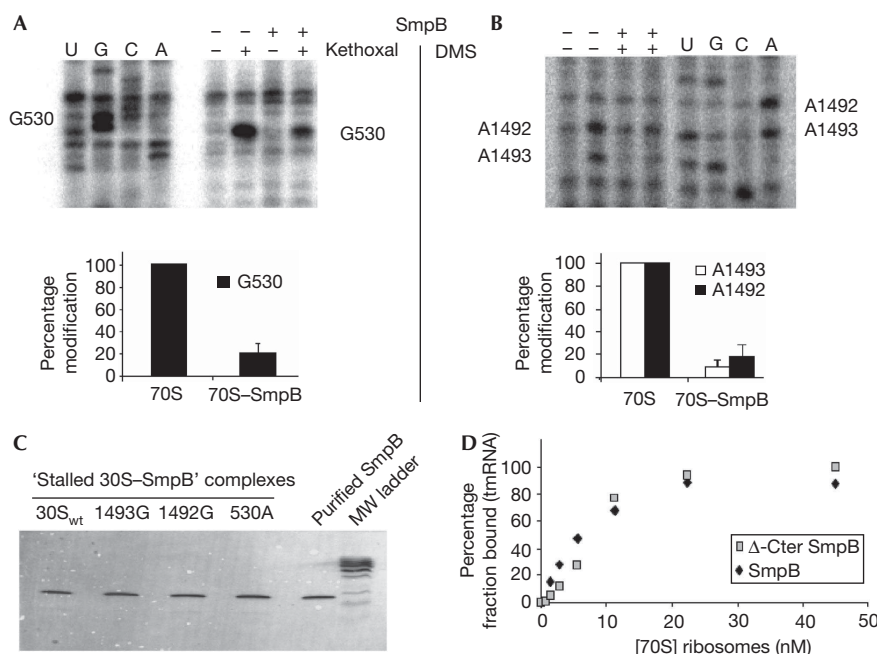 A
SmpB
B
U G C A
– – + +
– + – +
Kethoxal
DMS
– – + +
– – + +
U G C A
G530
G530
A1492
A1493
A1492
A1493
Percentage modification
100
80
60
40
20
0
G530
70S
70S–SmpB
Percentage modification
100
80
60
40
20
0
A1493
A1492
70S
70S–SmpB
C
'Stalled 30S–SmpB' complexes
30Swt 1493G 1492G 530A
Purified SmpB
MW ladder
D
Percentage fraction bound (tmRNA)
100
80
60
40
20
0
Δ-Cter SmpB
SmpB
0 10 20 30 40 50
[70S] ribosomes (nM)